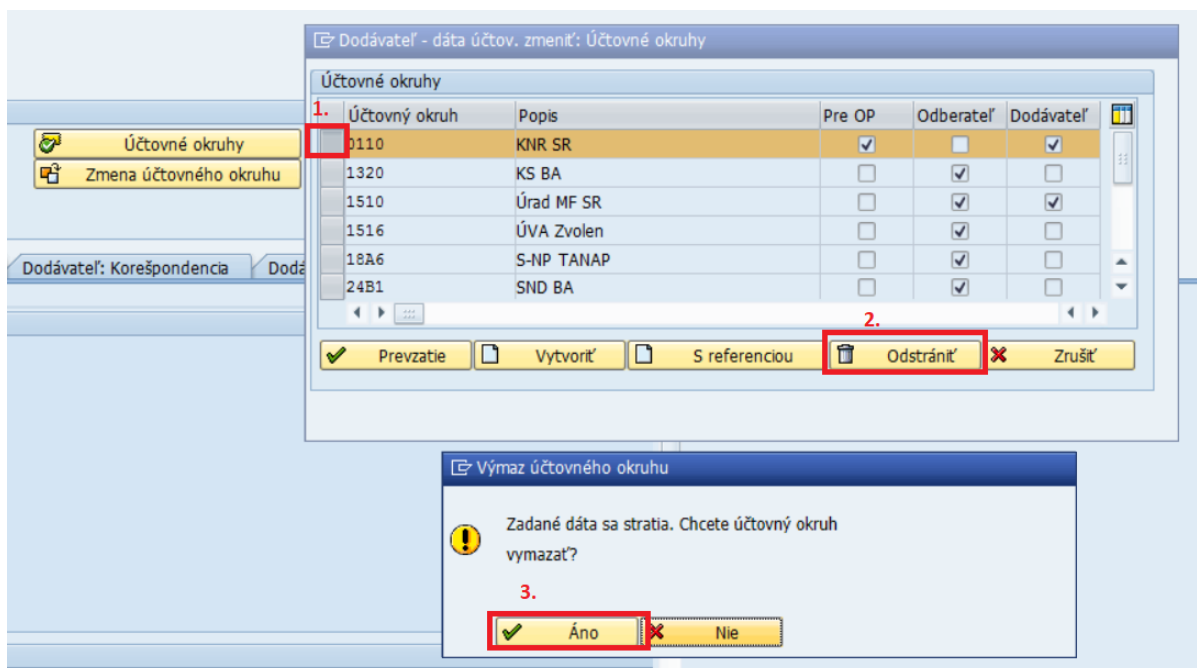 Dodávateľ - dáta účtov. zmeniť: Účtovné okruhy
Účtovné okruhy
1. Účtovný okruh Popis Pre OP Odberateľ Dodávateľ
0110 KNR SR
1320 KS BA
1510 Úrad MF SR
1516 ÚVA Zvolen
18A6 S-NP TANAP
24B1 SND BA
Účtovné okruhy
Zmena účtovného okruhu
Dodávateľ: Korešpondencia Dodá
2.
Prevzatie Vytvoriť S referenciou Odstrániť Zrušiť
Výmaz účtovného okruhu
Zadané dáta sa stratia. Chcete účtovný okruh
vymazať?
3.
Áno Nie